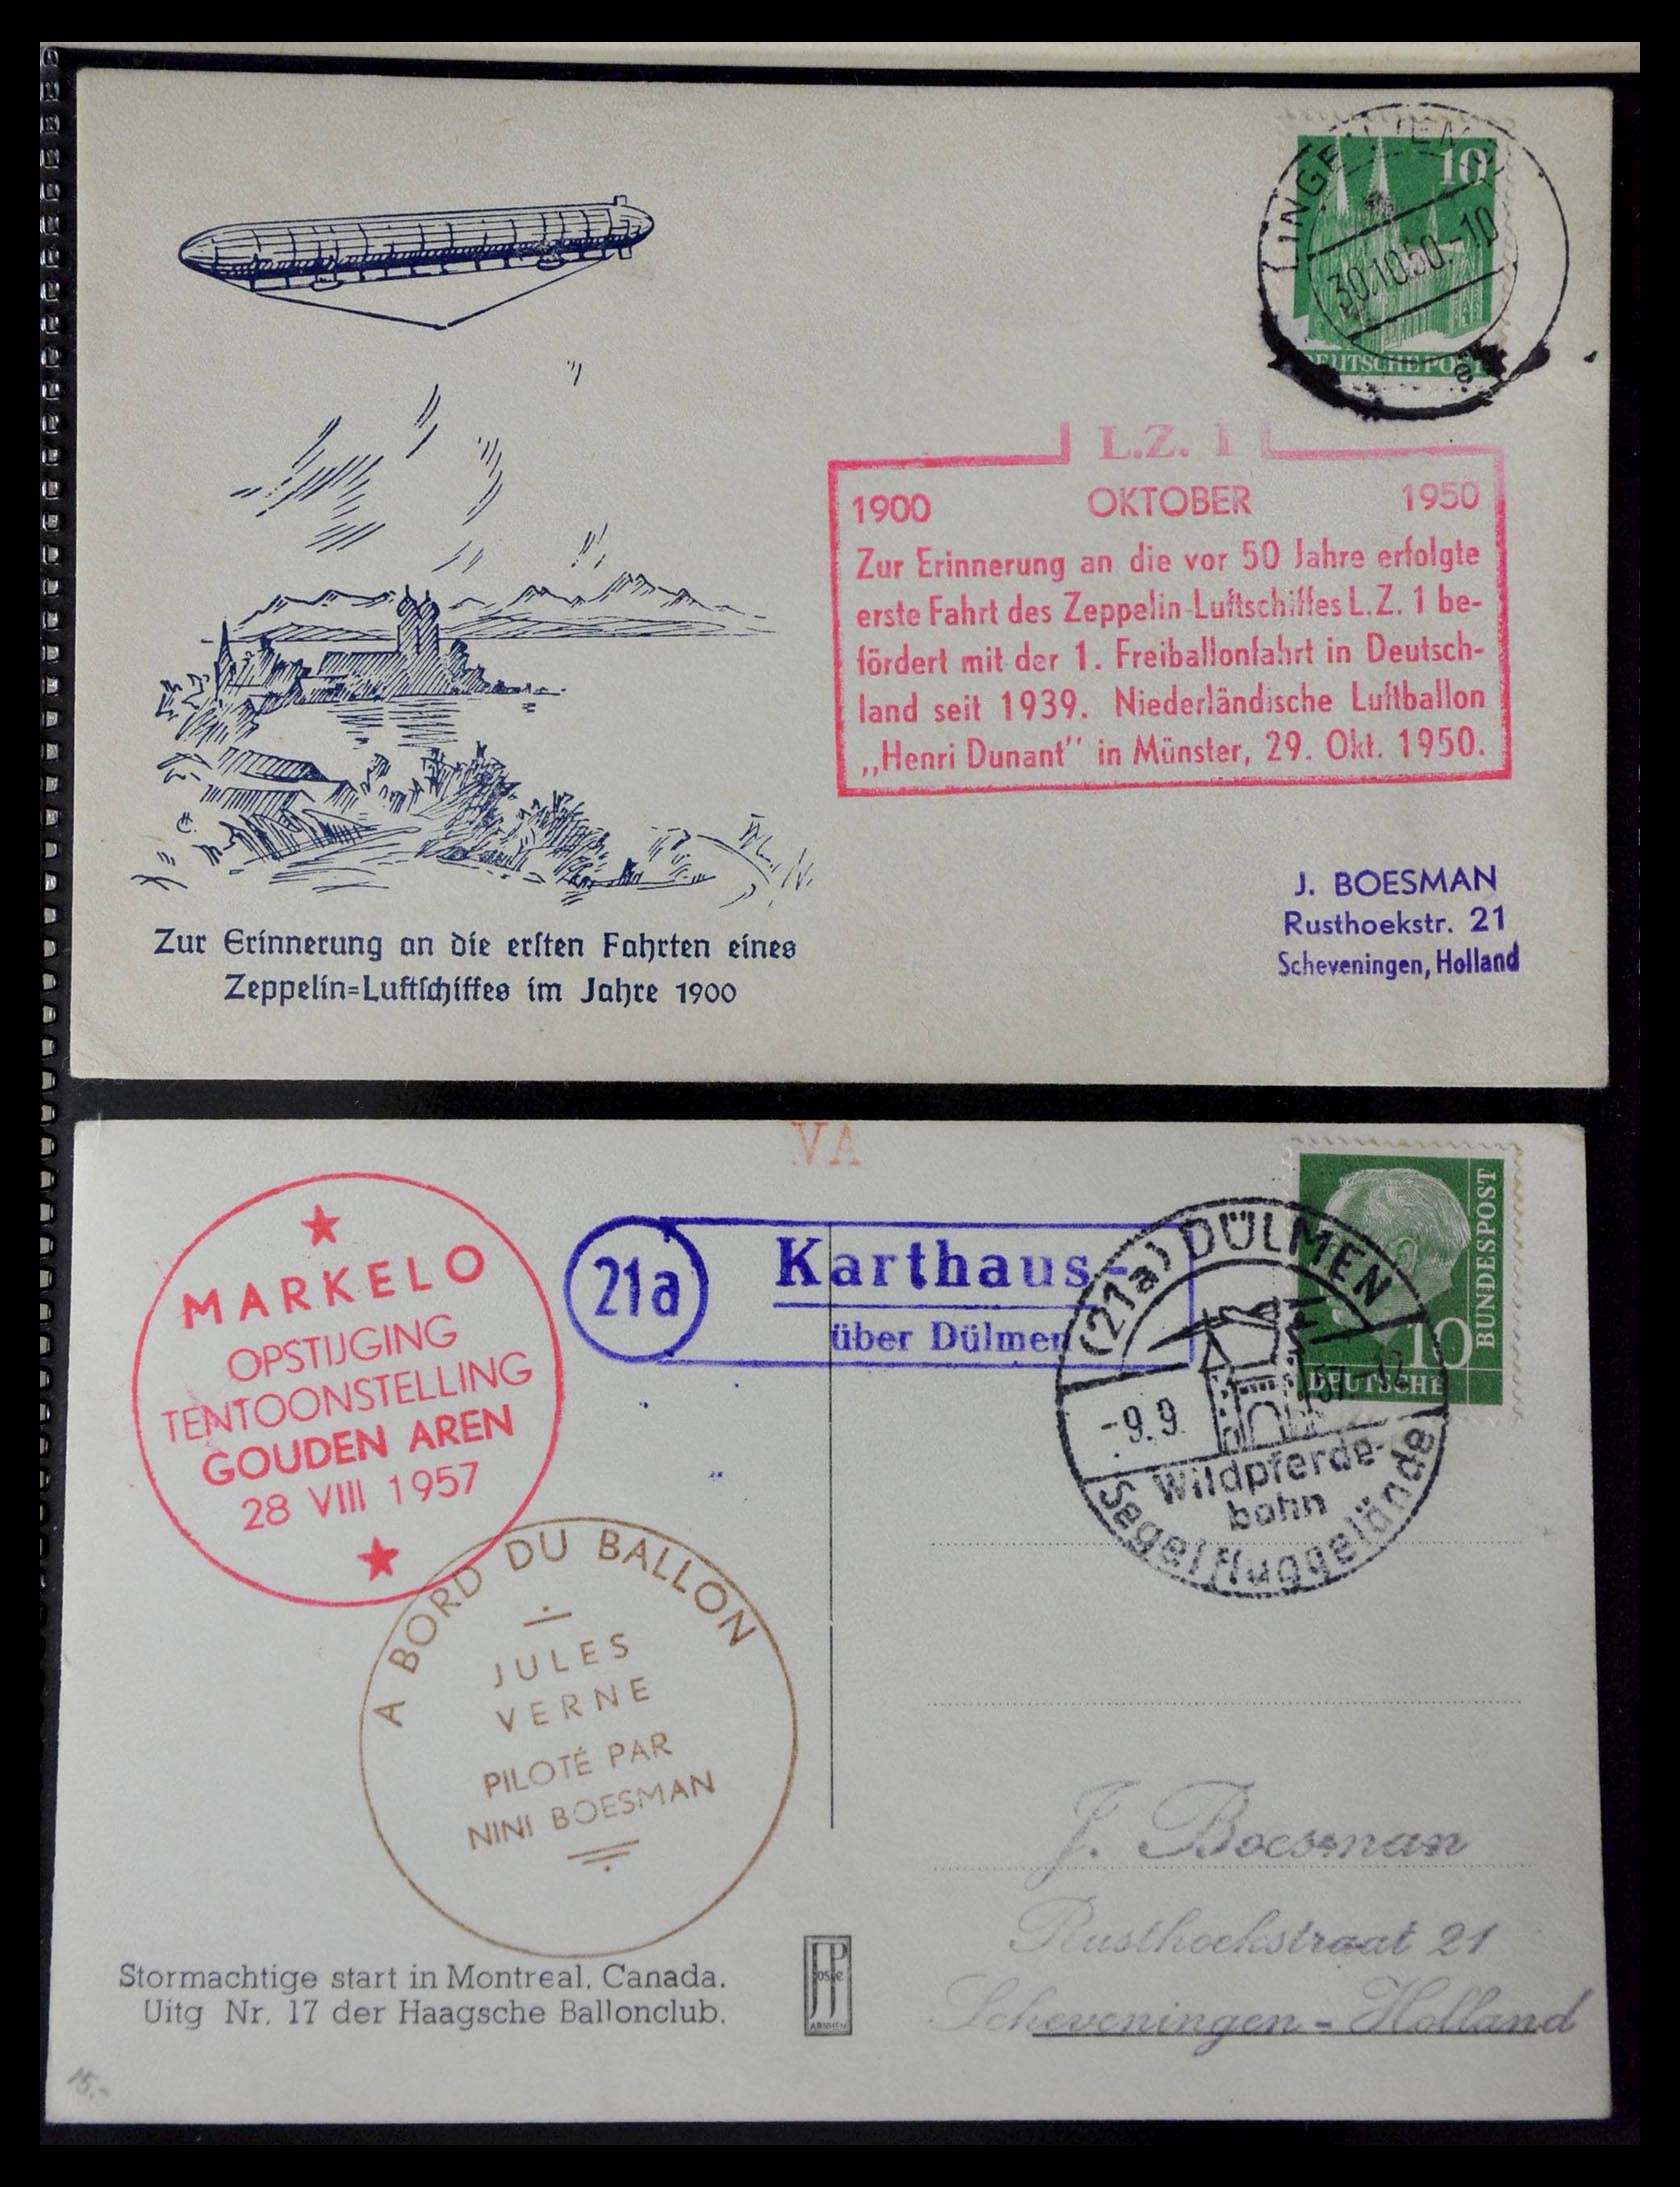 10
30.10.50.-10
DEUTSCHE POST
L.Z. 1
1900 OKTOBER 1950
Zur Erinnerung an die vor 50 Jahre erfolgte
erste Fahrt des Zeppelin-Luftschiffes L.Z. 1 be-
fördert mit der 1. Freiballonfahrt in Deutsch-
land seit 1939. Niederländische Luftballon
„Henri Dunant" in Münster, 29. Okt. 1950.
J. BOESMAN
Rusthoekstr. 21
Scheveningen, Holland
Zur Erinnerung an die erſten Fahrten eines
Zeppelin=Luftſchiffes im Jahre 1900
VA
MARKELO
OPSTIJGING
TENTOONSTELLING
GOUDEN AREN
28 VIII 1957
21a
Karthaus-
über Dülmen
(21a) DÜLMEN
-9.9. 57-12
Wildpferde-
bahn
Segelfluggelände
10
DEUTSCHE
BUNDESPOST
A BORD DU BALLON
JULES
VERNE
PILOTÉ PAR
NINI BOESMAN
J. Boesman
Rusthoekstraat 21
Scheveningen - Holland
Stormachtige start in Montreal, Canada.
Uitg Nr. 17 der Haagsche Ballonclub.
JOSPE
ARNHEM
15.-